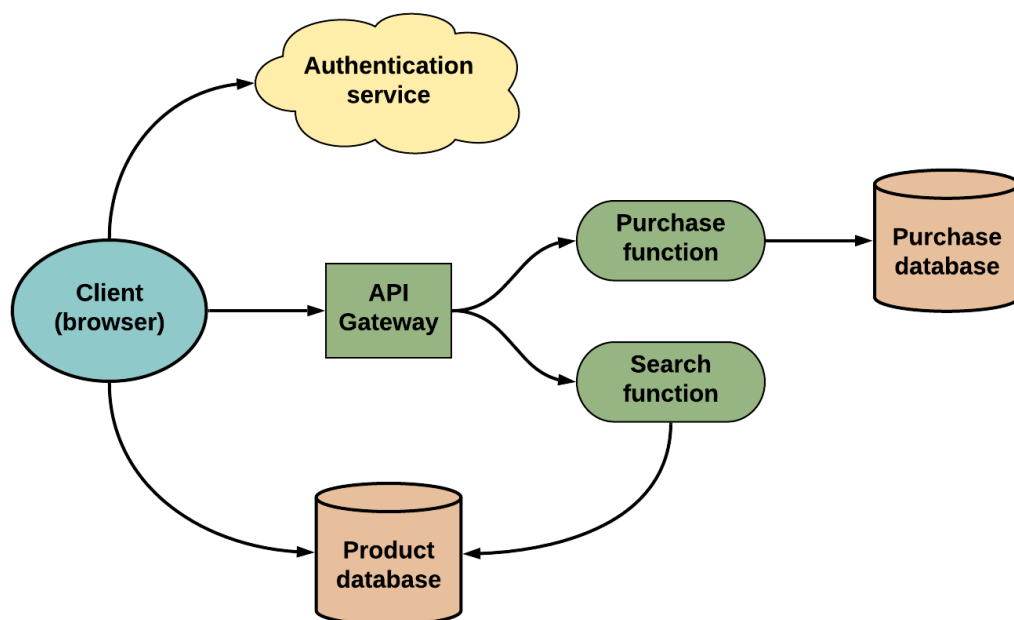 Authentication
service
Client
(browser)
API
Gateway
Purchase
function
Purchase
database
Search
function
Product
database